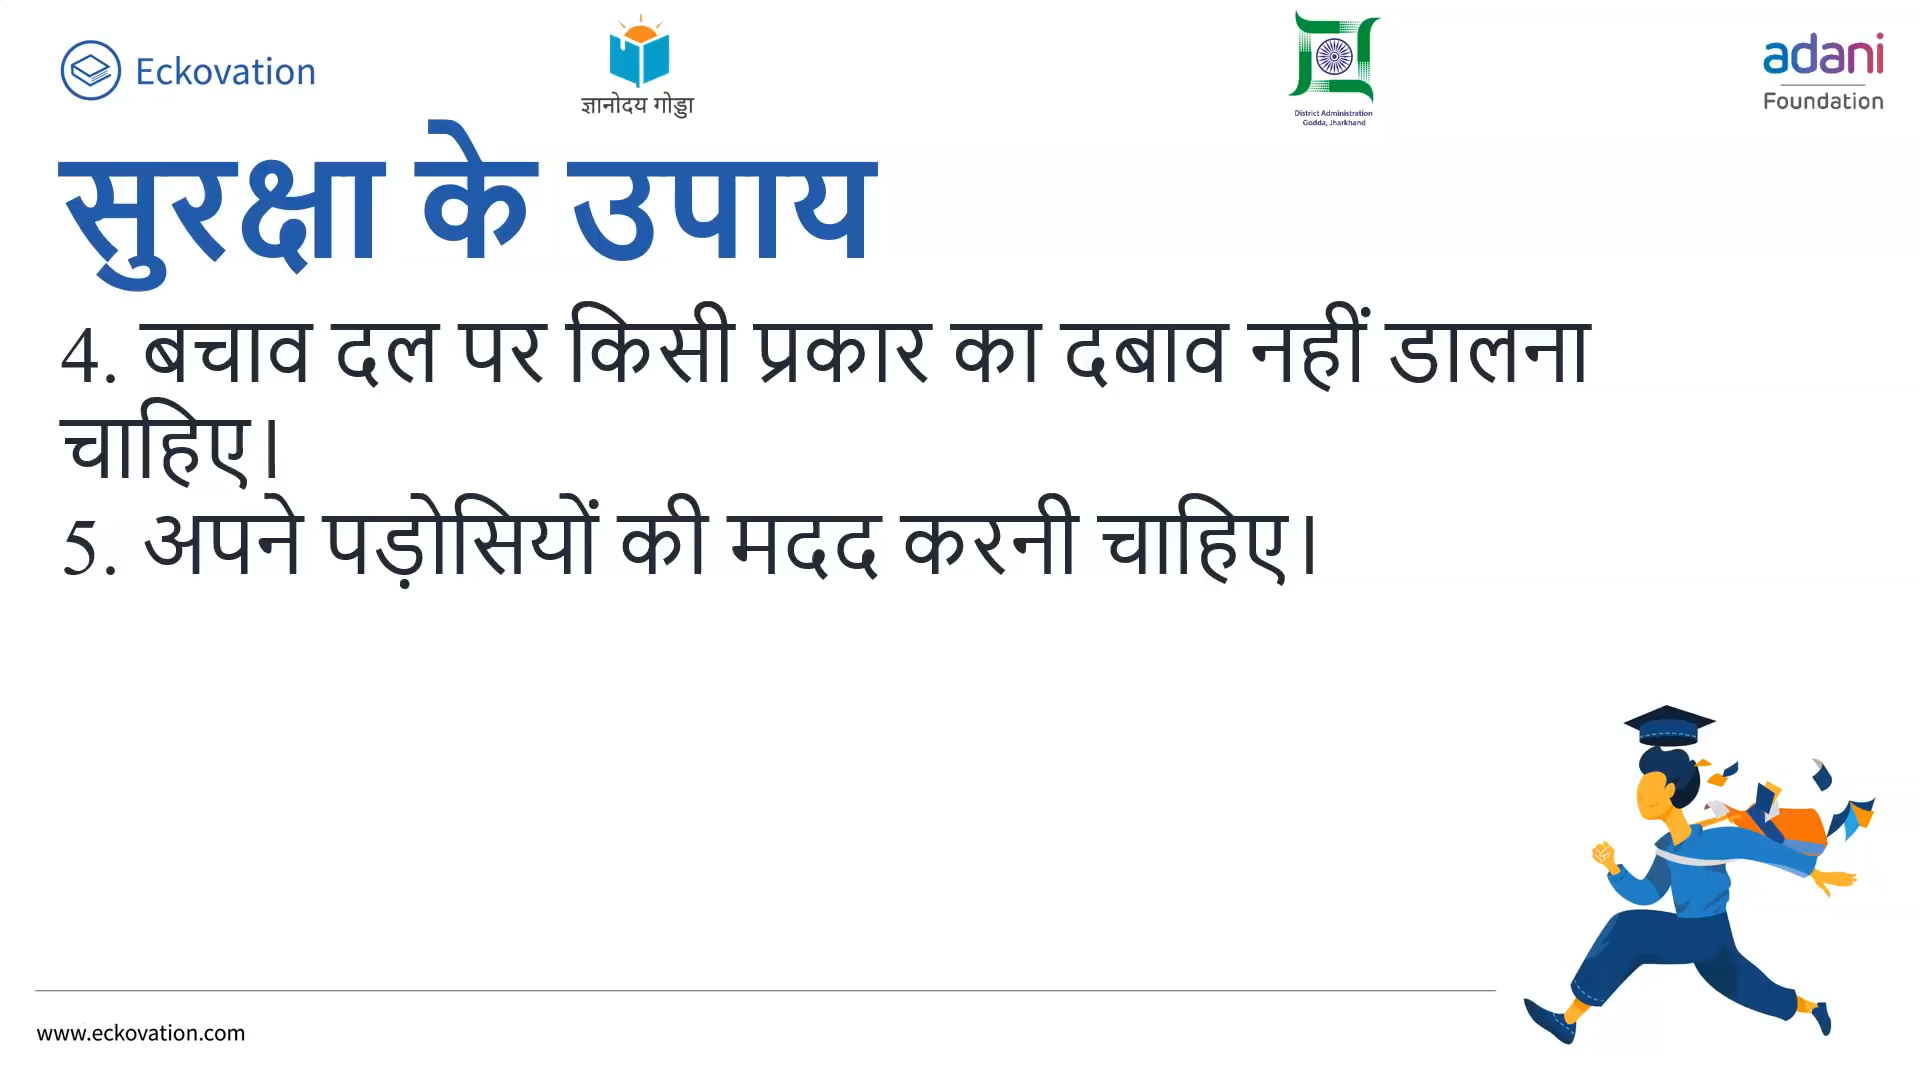 Eckovation
ज्ञानोदय गोड्डा
District Administration
Godda, Jharkhand
adani
Foundation
सुरक्षा के उपाय
4. बचाव दल पर किसी प्रकार का दबाव नहीं डालना
चाहिए।
5. अपने पड़ोसियों की मदद करनी चाहिए।
www.eckovation.com